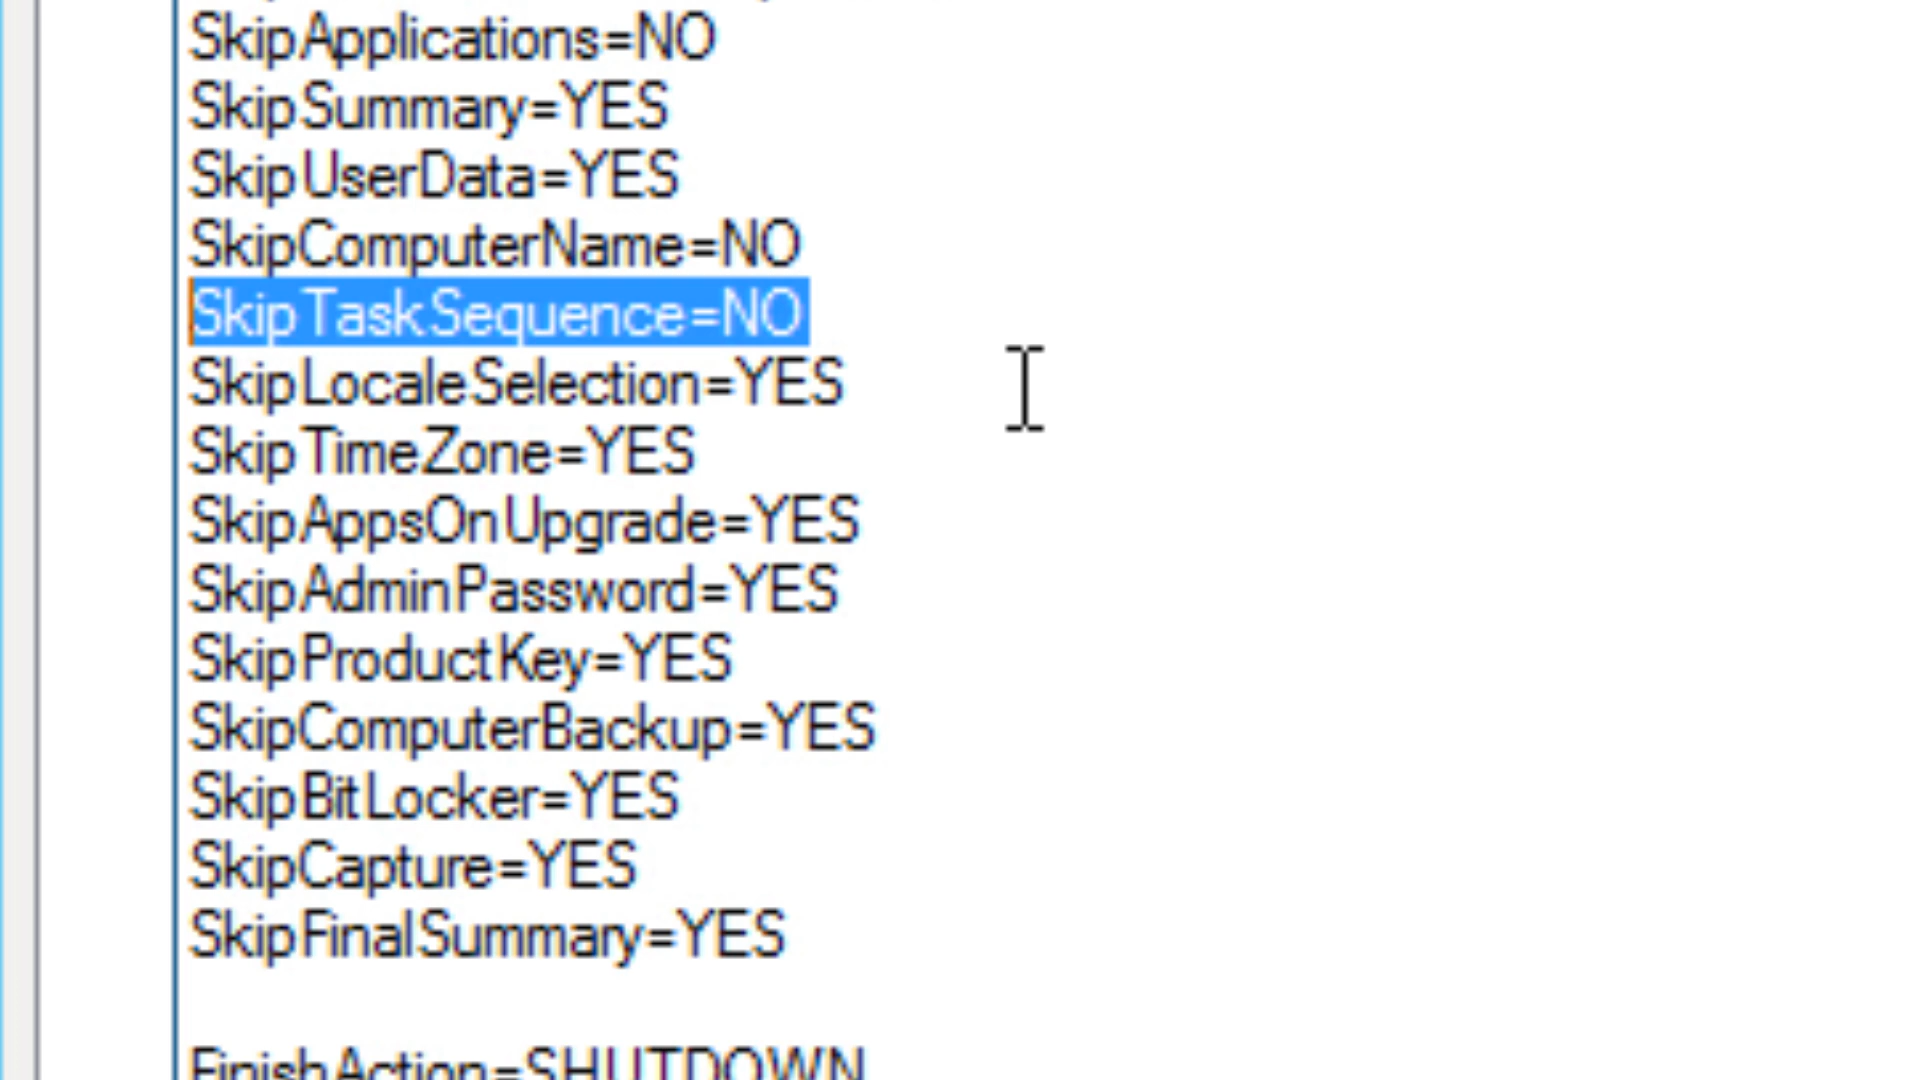 SkipApplications=NO
SkipSummary=YES
SkipUserData=YES
SkipComputerName=NO
SkipTaskSequence=NO
SkipLocaleSelection=YES
SkipTimeZone=YES
SkipAppsOnUpgrade=YES
SkipAdminPassword=YES
SkipProductKey=YES
SkipComputerBackup=YES
SkipBitLocker=YES
SkipCapture=YES
SkipFinalSummary=YES
FinishAction=SHUTDOWN